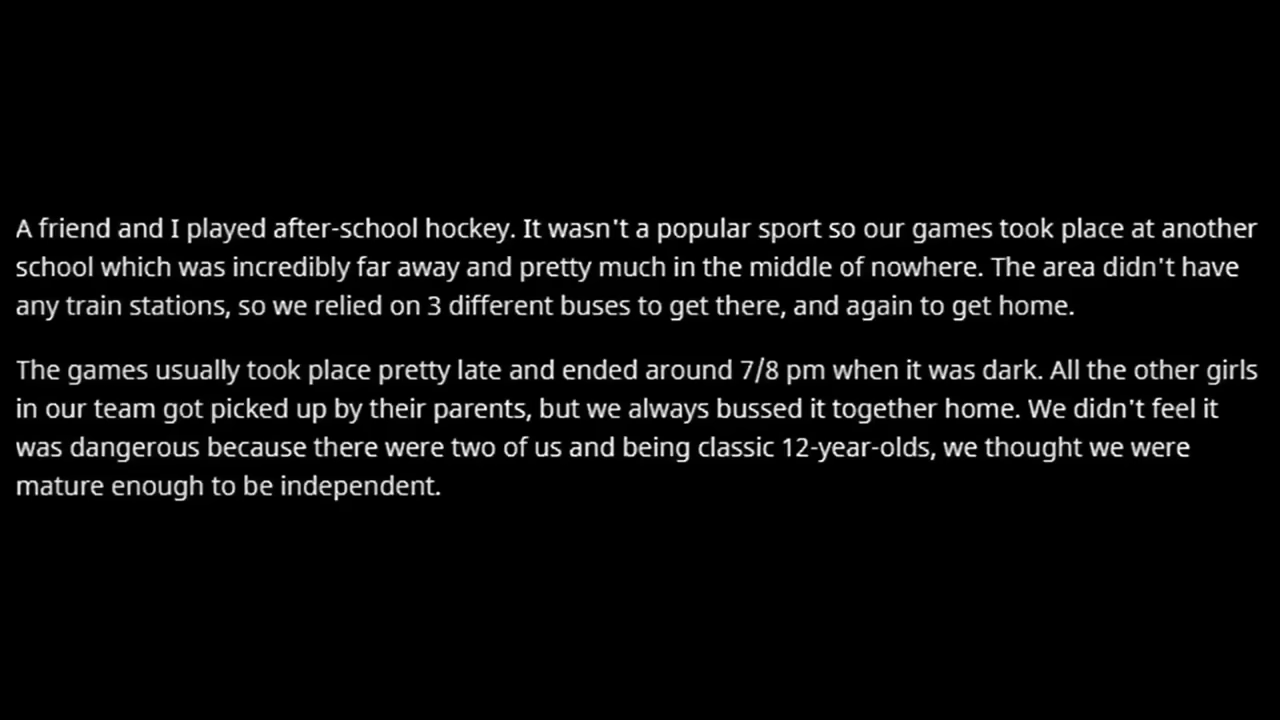 A friend and I played after-school hockey. It wasn't a popular sport so our games took place at another
school which was incredibly far away and pretty much in the middle of nowhere. The area didn't have
any train stations, so we relied on 3 different buses to get there, and again to get home.
The games usually took place pretty late and ended around 7/8 pm when it was dark. All the other girls
in our team got picked up by their parents, but we always bussed it together home. We didn't feel it
was dangerous because there were two of us and being classic 12-year-olds, we thought we were
mature enough to be independent.